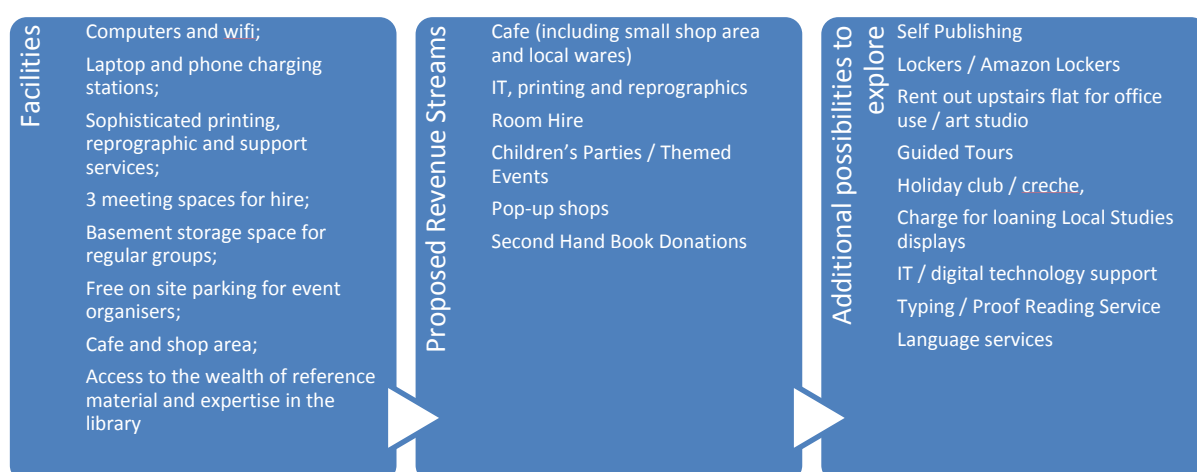 Facilities
Computers and wifi;
Laptop and phone charging
stations;
Sophisticated printing,
reprographic and support
services;
3 meeting spaces for hire;
Basement storage space for
regular groups;
Free on site parking for event
organisers;
Cafe and shop area;
Access to the wealth of reference
material and expertise in the
library
Proposed Revenue Streams
Cafe (including small shop area
and local wares)
IT, printing and reprographics
Room Hire
Children's Parties / Themed
Events
Pop-up shops
Second Hand Book Donations
Additional possibilities to
explore
Self Publishing
Lockers / Amazon Lockers
Rent out upstairs flat for office
use / art studio
Guided Tours
Holiday club / creche,
Charge for loaning Local Studies
displays
IT / digital technology support
Typing / Proof Reading Service
Language services